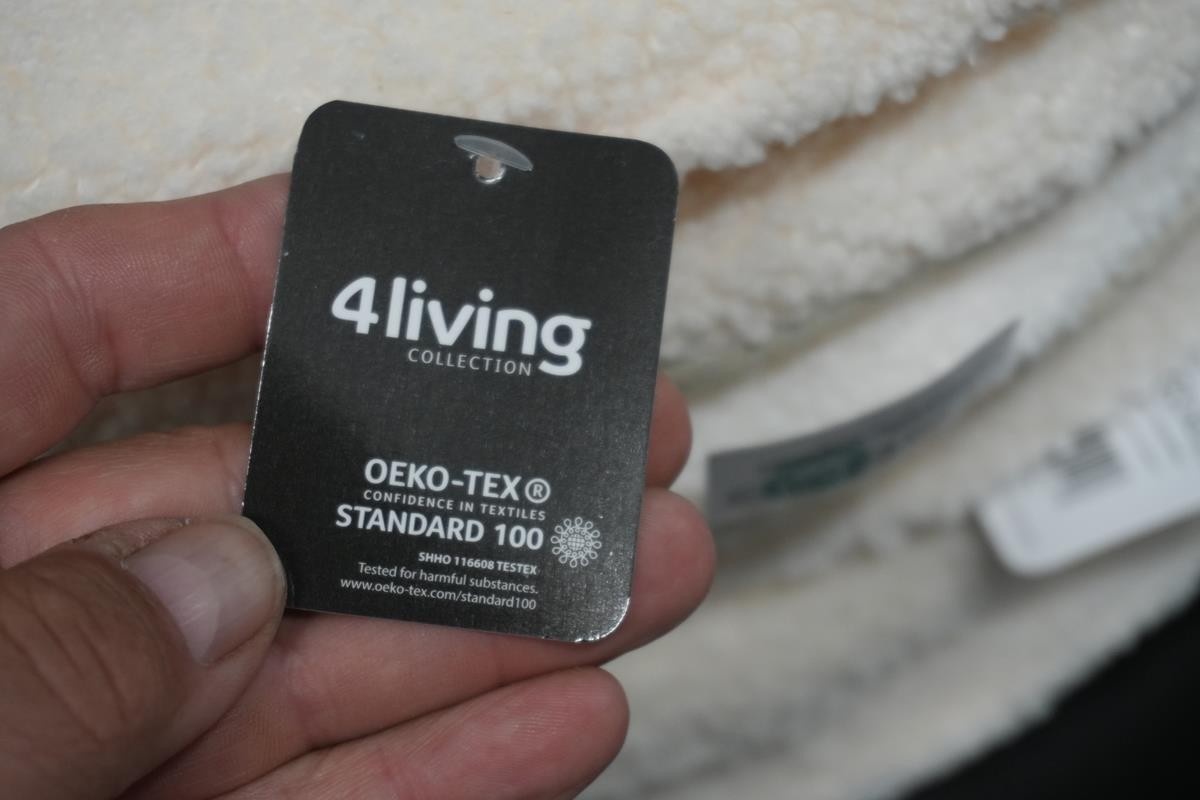 4living
COLLECTION
OEKO-TEX®
CONFIDENCE IN TEXTILES
STANDARD 100
SHHO 116608 TESTEX
Tested for harmful substances.
www.oeko-tex.com/standard100